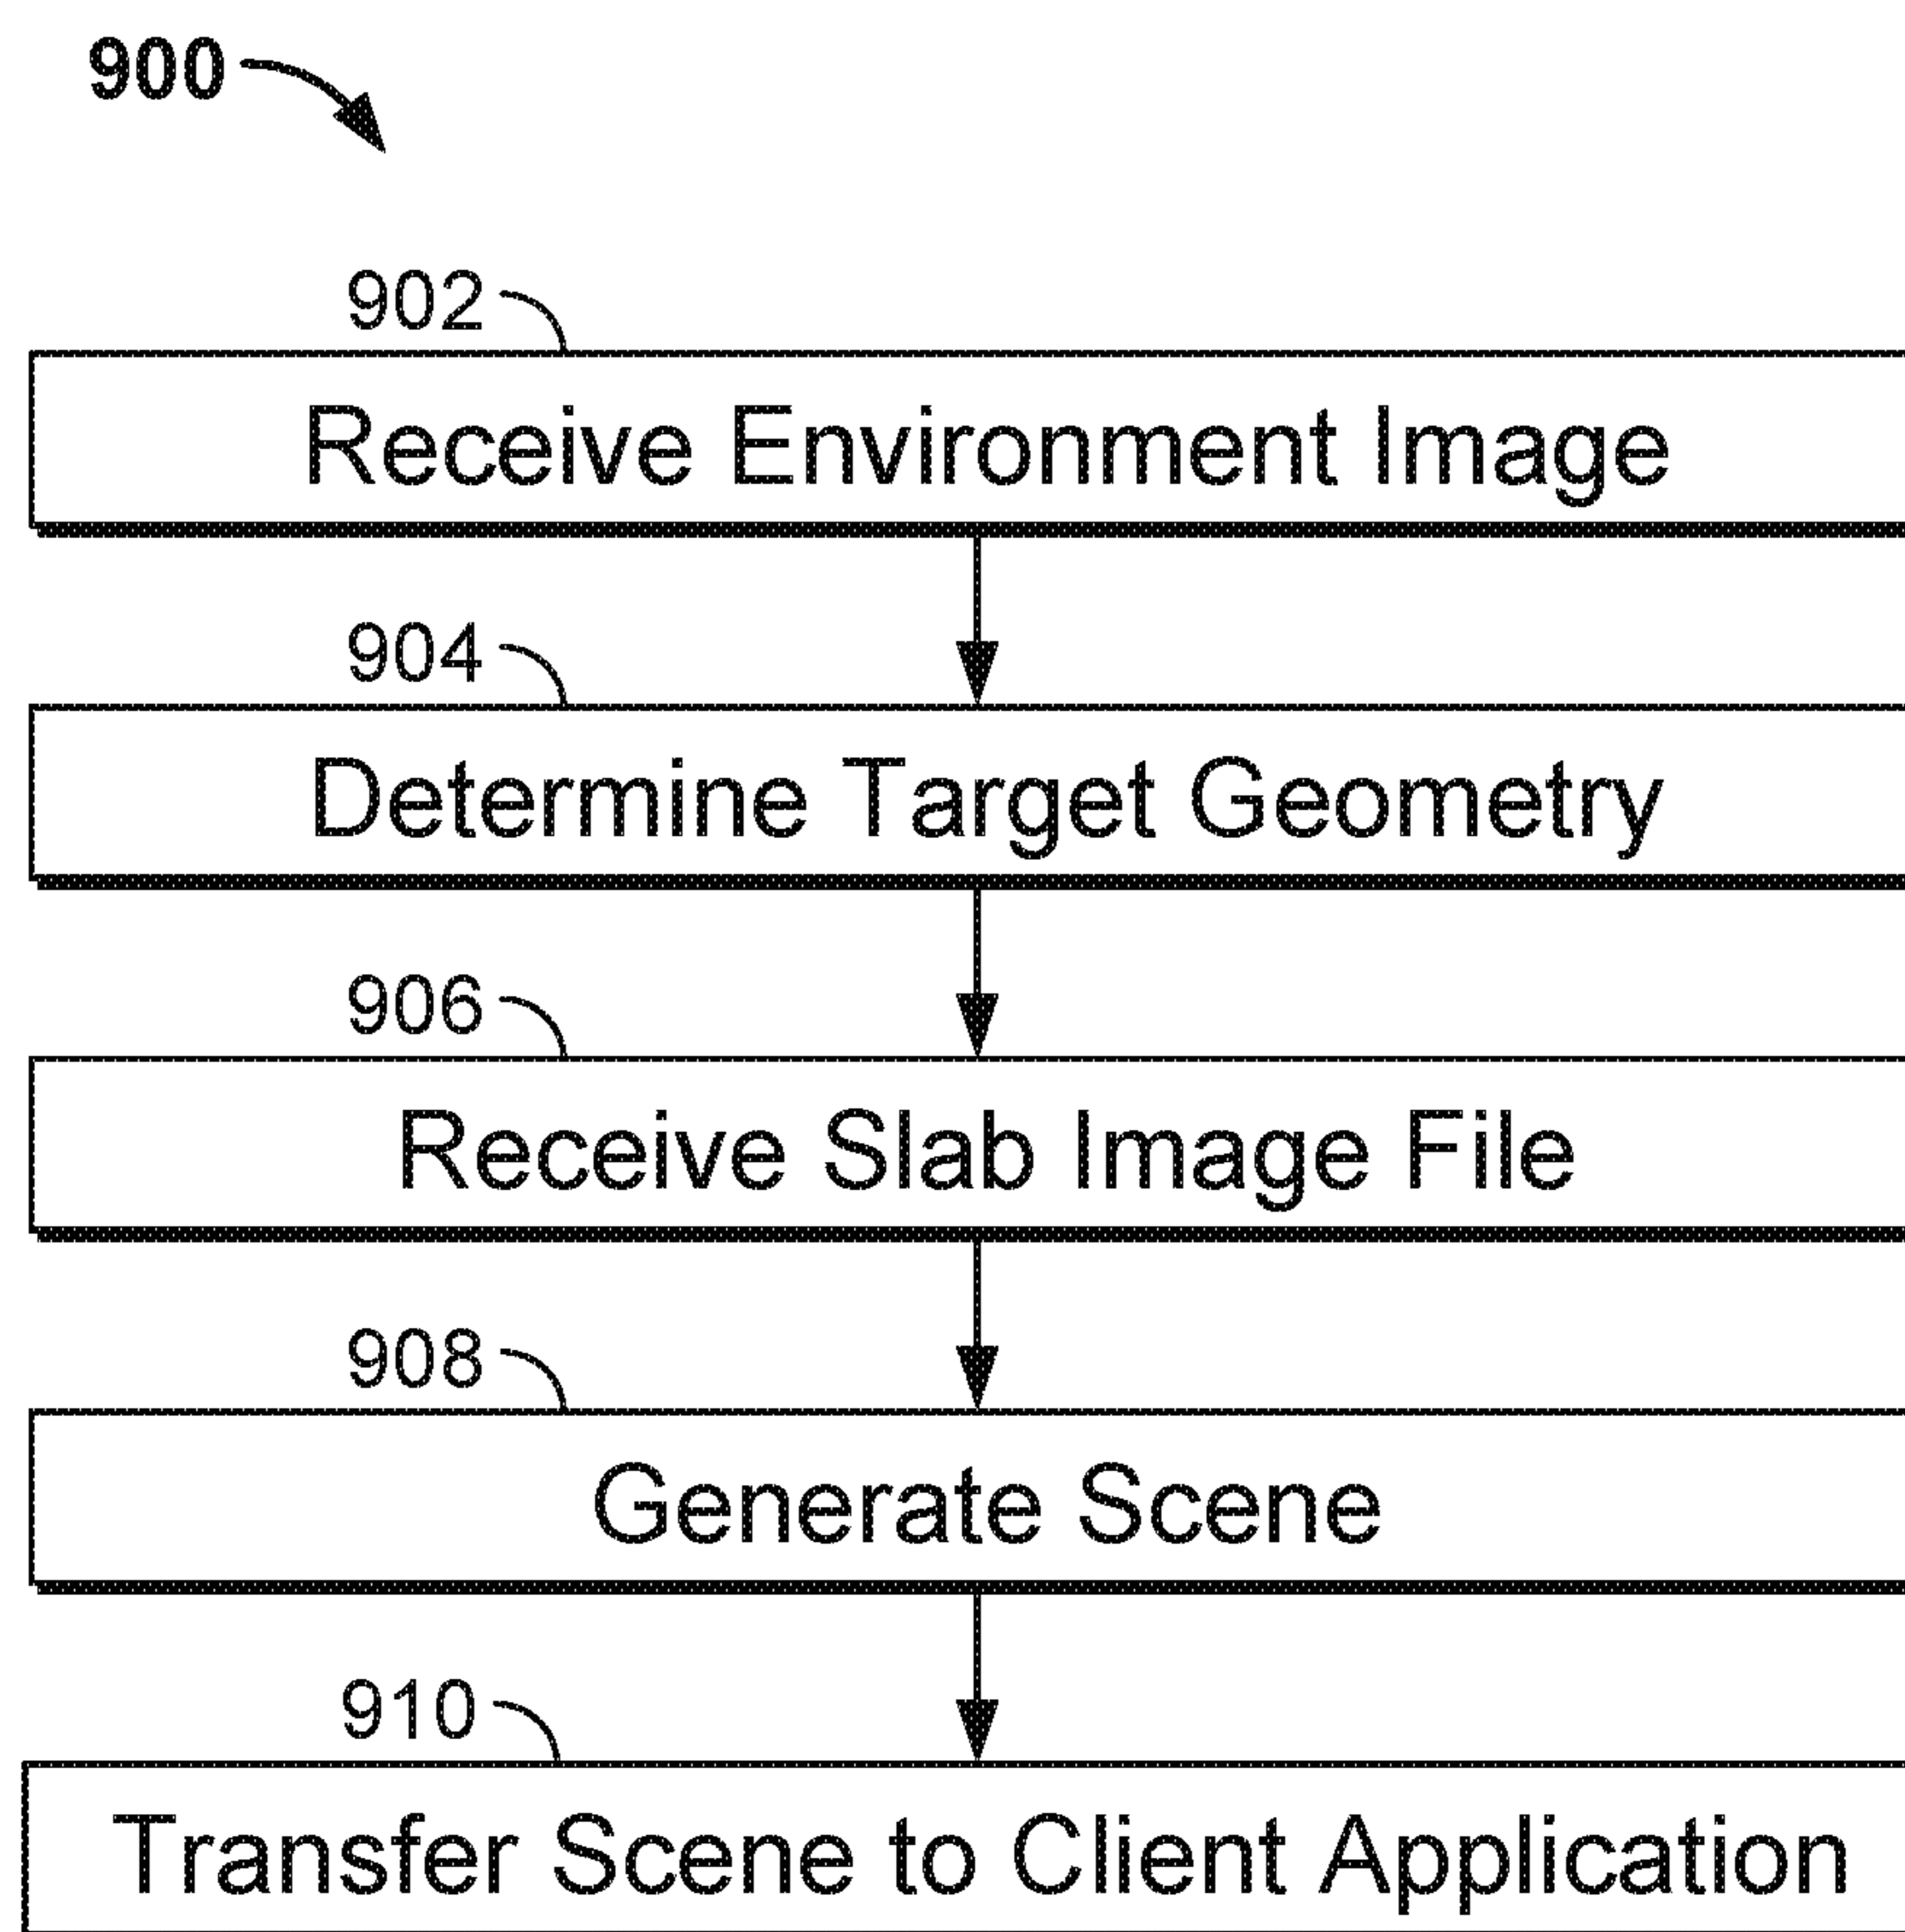 900
902
Receive Environment Image
904
Determine Target Geometry
906
Receive Slab Image File
908
Generate Scene
910
Transfer Scene to Client Application